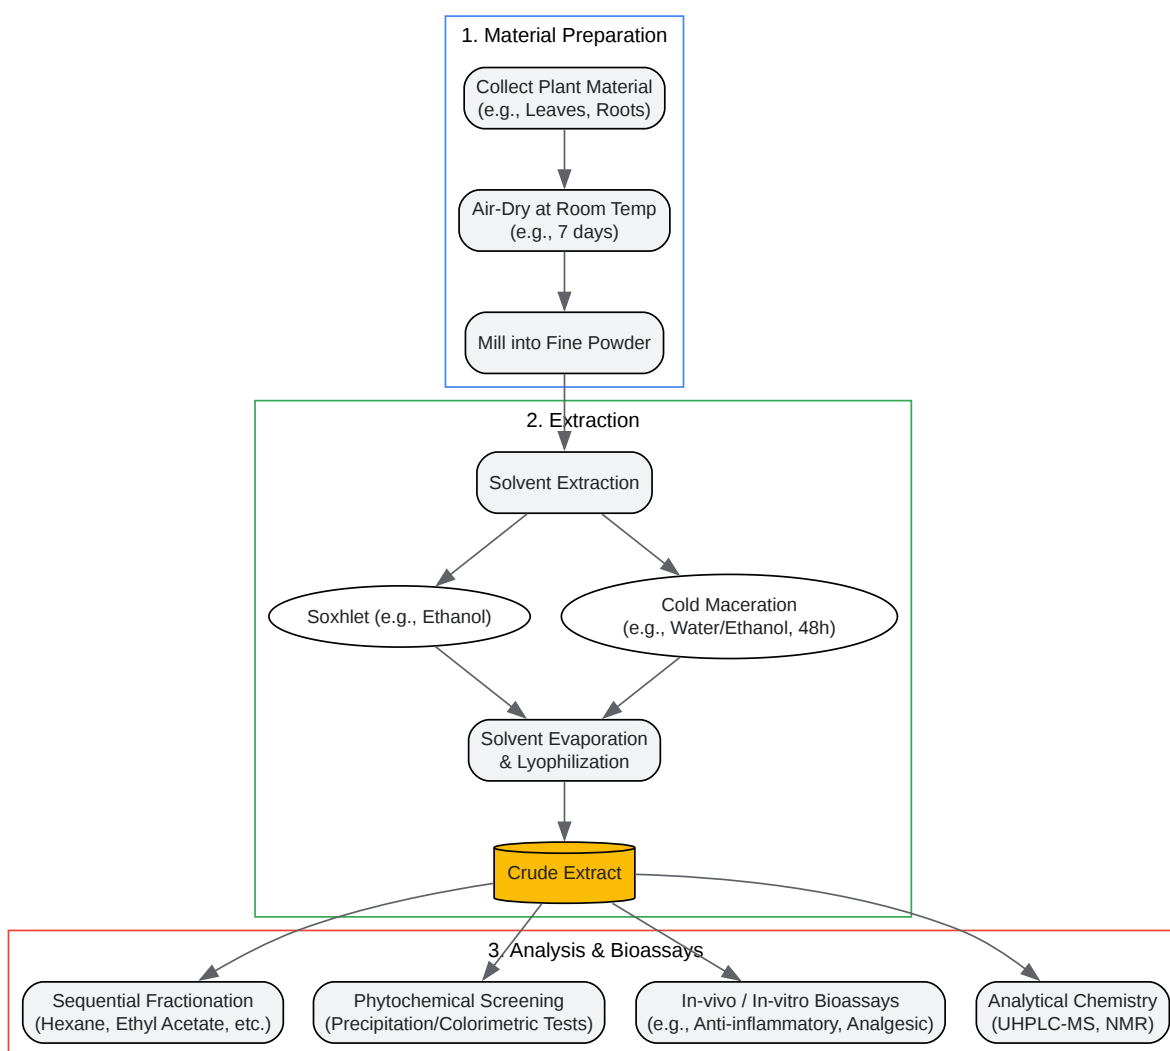 1. Material Preparation
Collect Plant Material
(e.g., Leaves, Roots)
Air-Dry at Room Temp
(e.g., 7 days)
Mill into Fine Powder
2. Extraction
Solvent Extraction
Soxhlet (e.g., Ethanol)
Cold Maceration
(e.g., Water/Ethanol, 48h)
Solvent Evaporation
& Lyophilization
Crude Extract
3. Analysis & Bioassays
Sequential Fractionation
(Hexane, Ethyl Acetate, etc.)
Phytochemical Screening
(Precipitation/Colorimetric Tests)
In-vivo / In-vitro Bioassays
(e.g., Anti-inflammatory, Analgesic)
Analytical Chemistry
(UHPLC-MS, NMR)